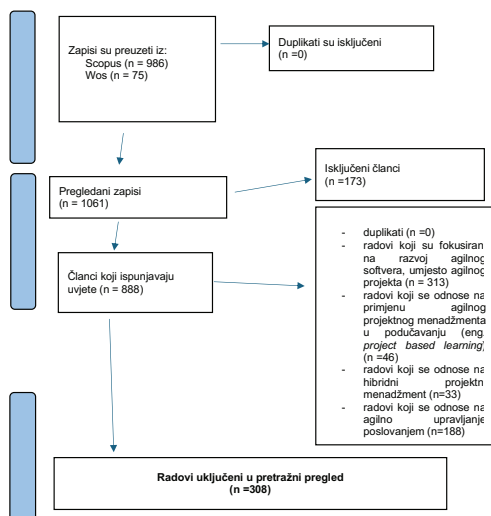 Zapisi su preuzeti iz:
Scopus (n = 986)
Wos (n = 75)
Duplikati su isključeni
(n =0)
Pregledani zapisi
(n = 1061)
Isključeni članci
(n =173)
Članci koji ispunjavaju
uvjete (n = 888)
- duplikati (n =0)
- radovi koji su fokusiran
na razvoj agilnog
softvera, umjesto agilnog
projekta (n = 313)
- radovi koji se odnose na
primjenu agilnog
projektnog menadžmenta
u podučavanju (eng.
project based learning)
(n =46)
- radovi koji se odnose na
hibridni projektn
menadžment (n=33)
- radovi koji se odnose na
agilno upravljanje
poslovanjem (n=188)
Radovi uključeni u pretražni pregled
(n =308)